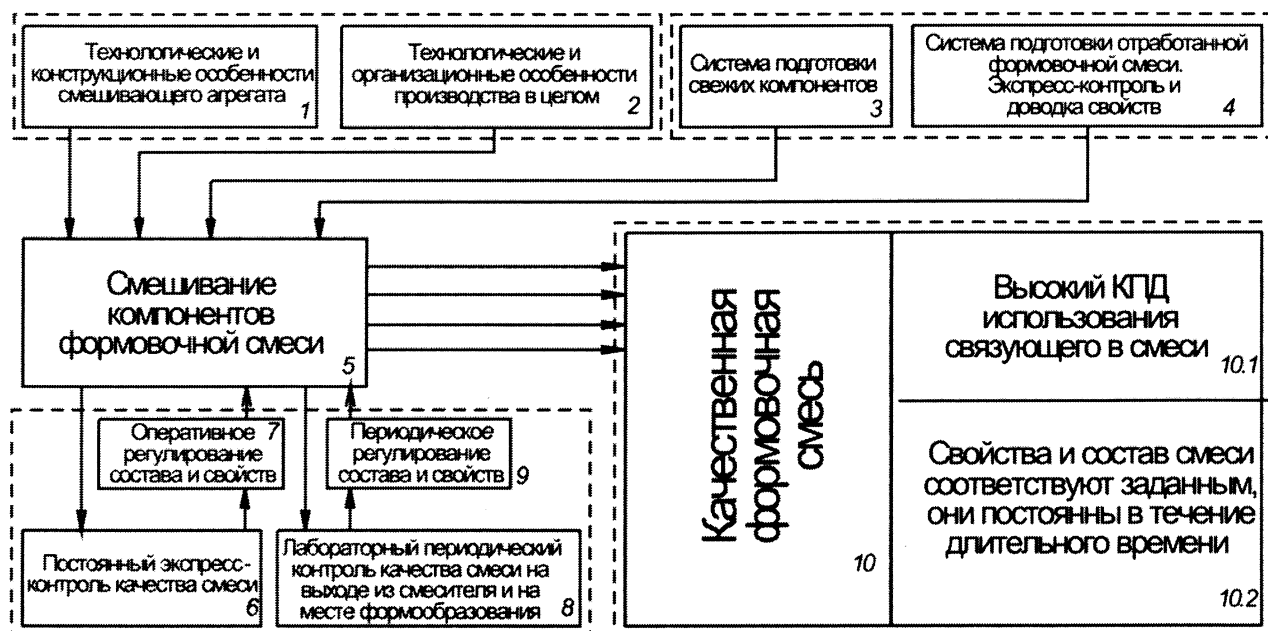 Технологические и
конструкционные особенности
смешивающего агрегата
1
Технологические и
организационные особенности
производства в целом
2
Система подготовки
свежих компонентов
3
Система подготовки отработанной
формовочной смеси.
Экспресс-контроль и
доводка свойств
4
Смешивание
компонентов
формовочной смеси
5
Оперативное 7
регулирование
состава и свойств
Периодическое
регулирование
состава и свойств 9
Постоянный экспресс-
контроль качества смеси
6
Лабораторный периодический
контроль качества смеси на
выходе из смесителя и на
месте формообразования
8
Качественная
формовочная
смесь
10
Высокий КПД
использования
связующего в смеси
10.1
Свойства и состав смеси
соответствуют заданным,
они постоянны в течение
длительного времени
10.2